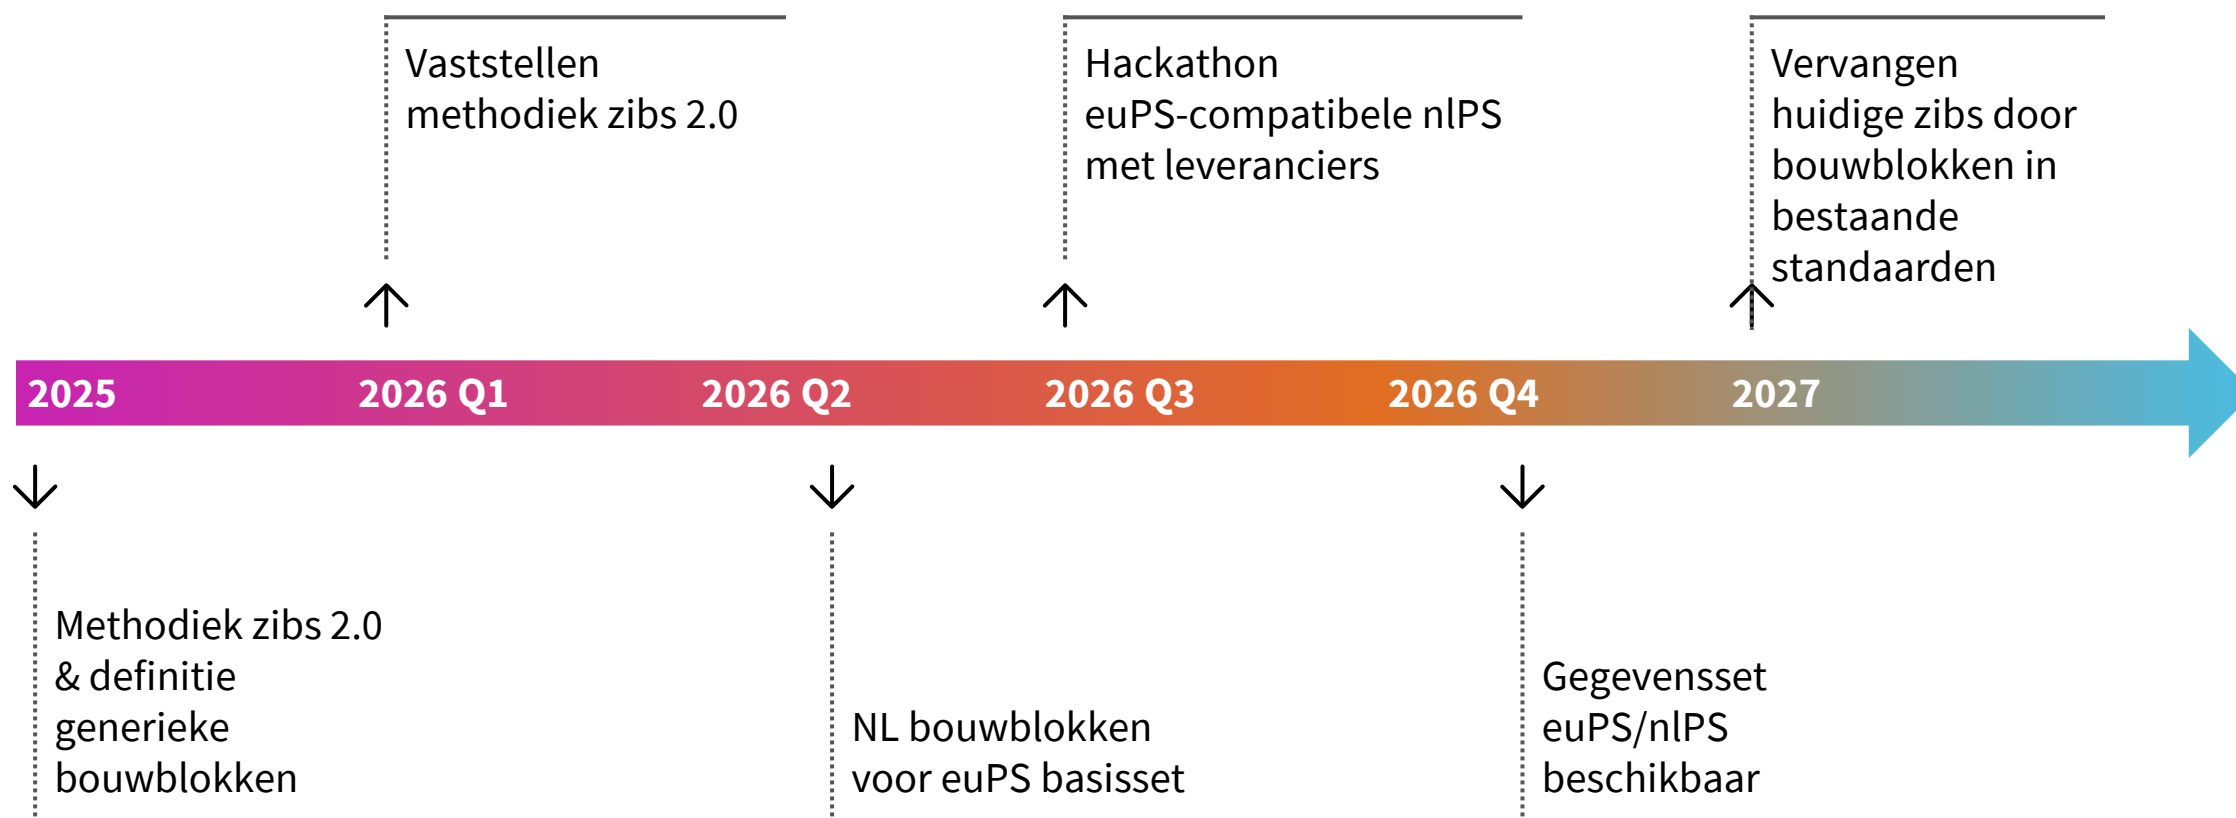 Vaststellen
methodiek zibs 2.0
Hackathon
euPS-compatibele nlPS
met leveranciers
Vervangen
huidige zibs door
bouwblokken in
bestaande
standaarden
2025
2026 Q1
2026 Q2
2026 Q3
2026 Q4
2027
Methodiek zibs 2.0
& definitie
generieke
bouwblokken
NL bouwblokken
voor euPS basisset
Gegevensset
euPS/nlPS
beschikbaar